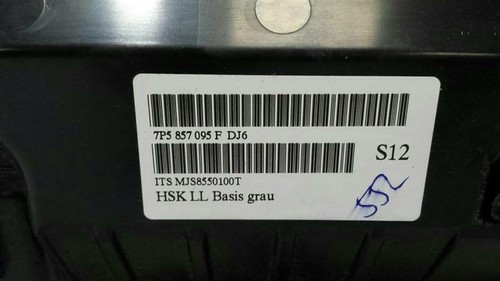 7P5 857 095 F DJ6
S12
ITS MJS8550100T
HSK LL Basis grau